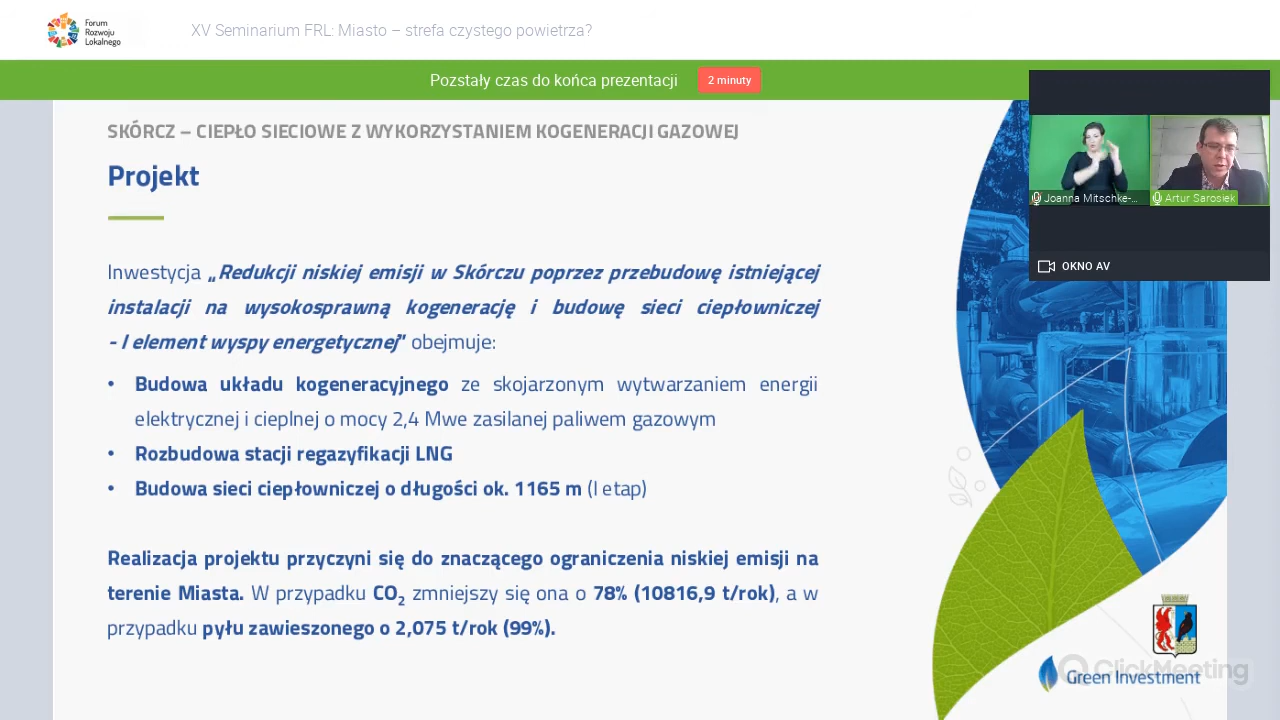 Forum
Rozwoju
Lokalnego
XV Seminarium FRL: Miasto – strefa czystego powietrza?
Pozstały czas do końca prezentacji
2 minuty
SKÓRCZ – CIEPŁO SIECIOWE Z WYKORZYSTANIEM KOGENERACJI GAZOWEJ
Projekt
Joanna Mitschke-...
Artur Sarosiek
OKNO AV
Inwestycja „Redukcji niskiej emisji w Skórczu poprzez przebudowę istniejącej
instalacji na wysokosprawną kogenerację i budowę sieci ciepłowniczej
- I element wyspy energetycznej" obejmuje:
• Budowa układu kogeneracyjnego ze skojarzonym wytwarzaniem energii
elektrycznej i cieplnej o mocy 2,4 Mwe zasilanej paliwem gazowym
• Rozbudowa stacji regazyfikacji LNG
• Budowa sieci ciepłowniczej o długości ok. 1165 m (I etap)
Realizacja projektu przyczyni się do znaczącego ograniczenia niskiej emisji na
terenie Miasta. W przypadku CO₂ zmniejszy się ona o 78% (10816,9 t/rok), a w
przypadku pyłu zawieszonego o 2,075 t/rok (99%).
ClickMeeting
Green Investment